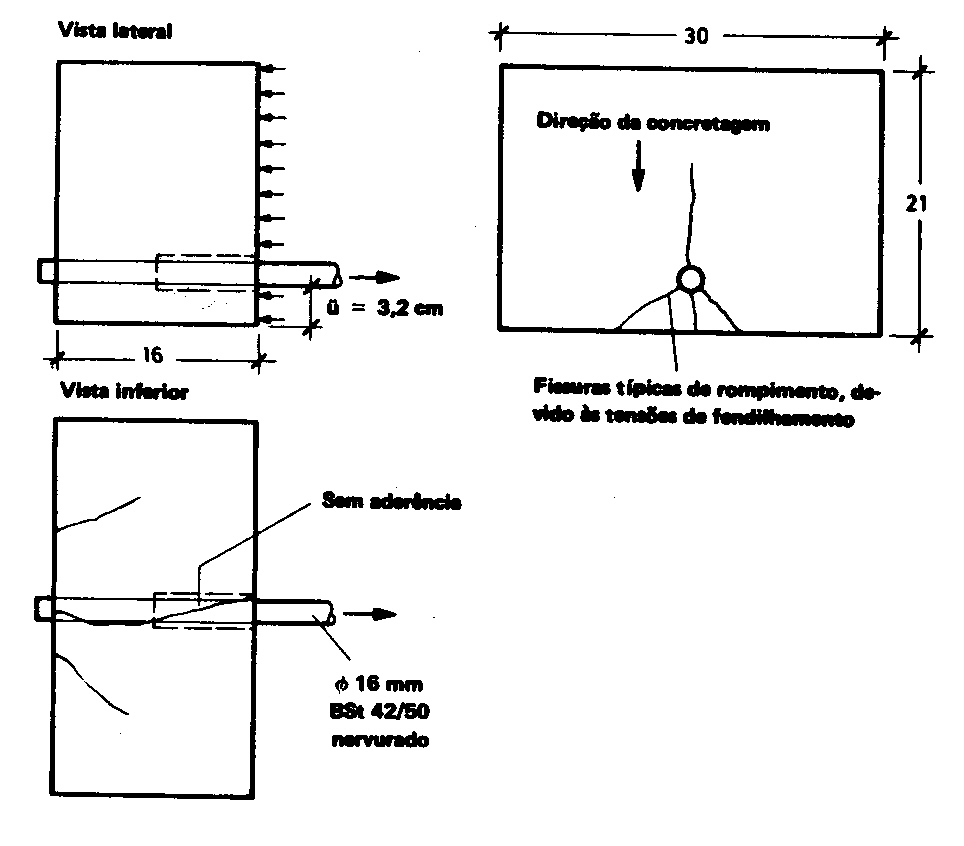 Vista lateral
30
Direção da concretagem
21
ü = 3,2 cm
16
Fissuras típicas de rompimento, de-
vido às tensões de fendilhamento
Vista inferior
Sem aderência
ϕ 16 mm
BSt 42/50
nervurado